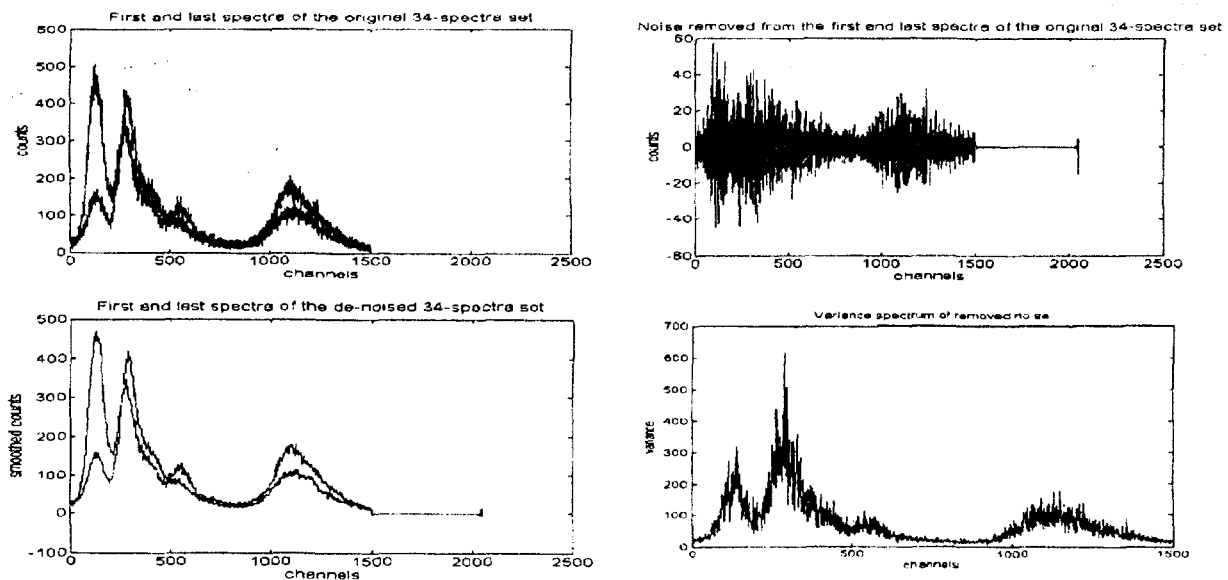 First and last spectra of the original 34-spectra set
600
500
400
300
200
100
0
counts
0 500 1000 1500 2000 2500
channels
Noise removed from the first and last spectra of the original 34-spectra set
60
40
20
0
-20
-40
-60
counts
0 500 1000 1500 2000 2500
channels
First and last spectra of the de-noised 34-spectra set
500
400
300
200
100
0
-100
smoothed counts
0 500 1000 1500 2000 2500
channels
Variance spectrum of removed noise
700
600
500
400
300
200
100
0
variance
0 500 1000 1500
channels